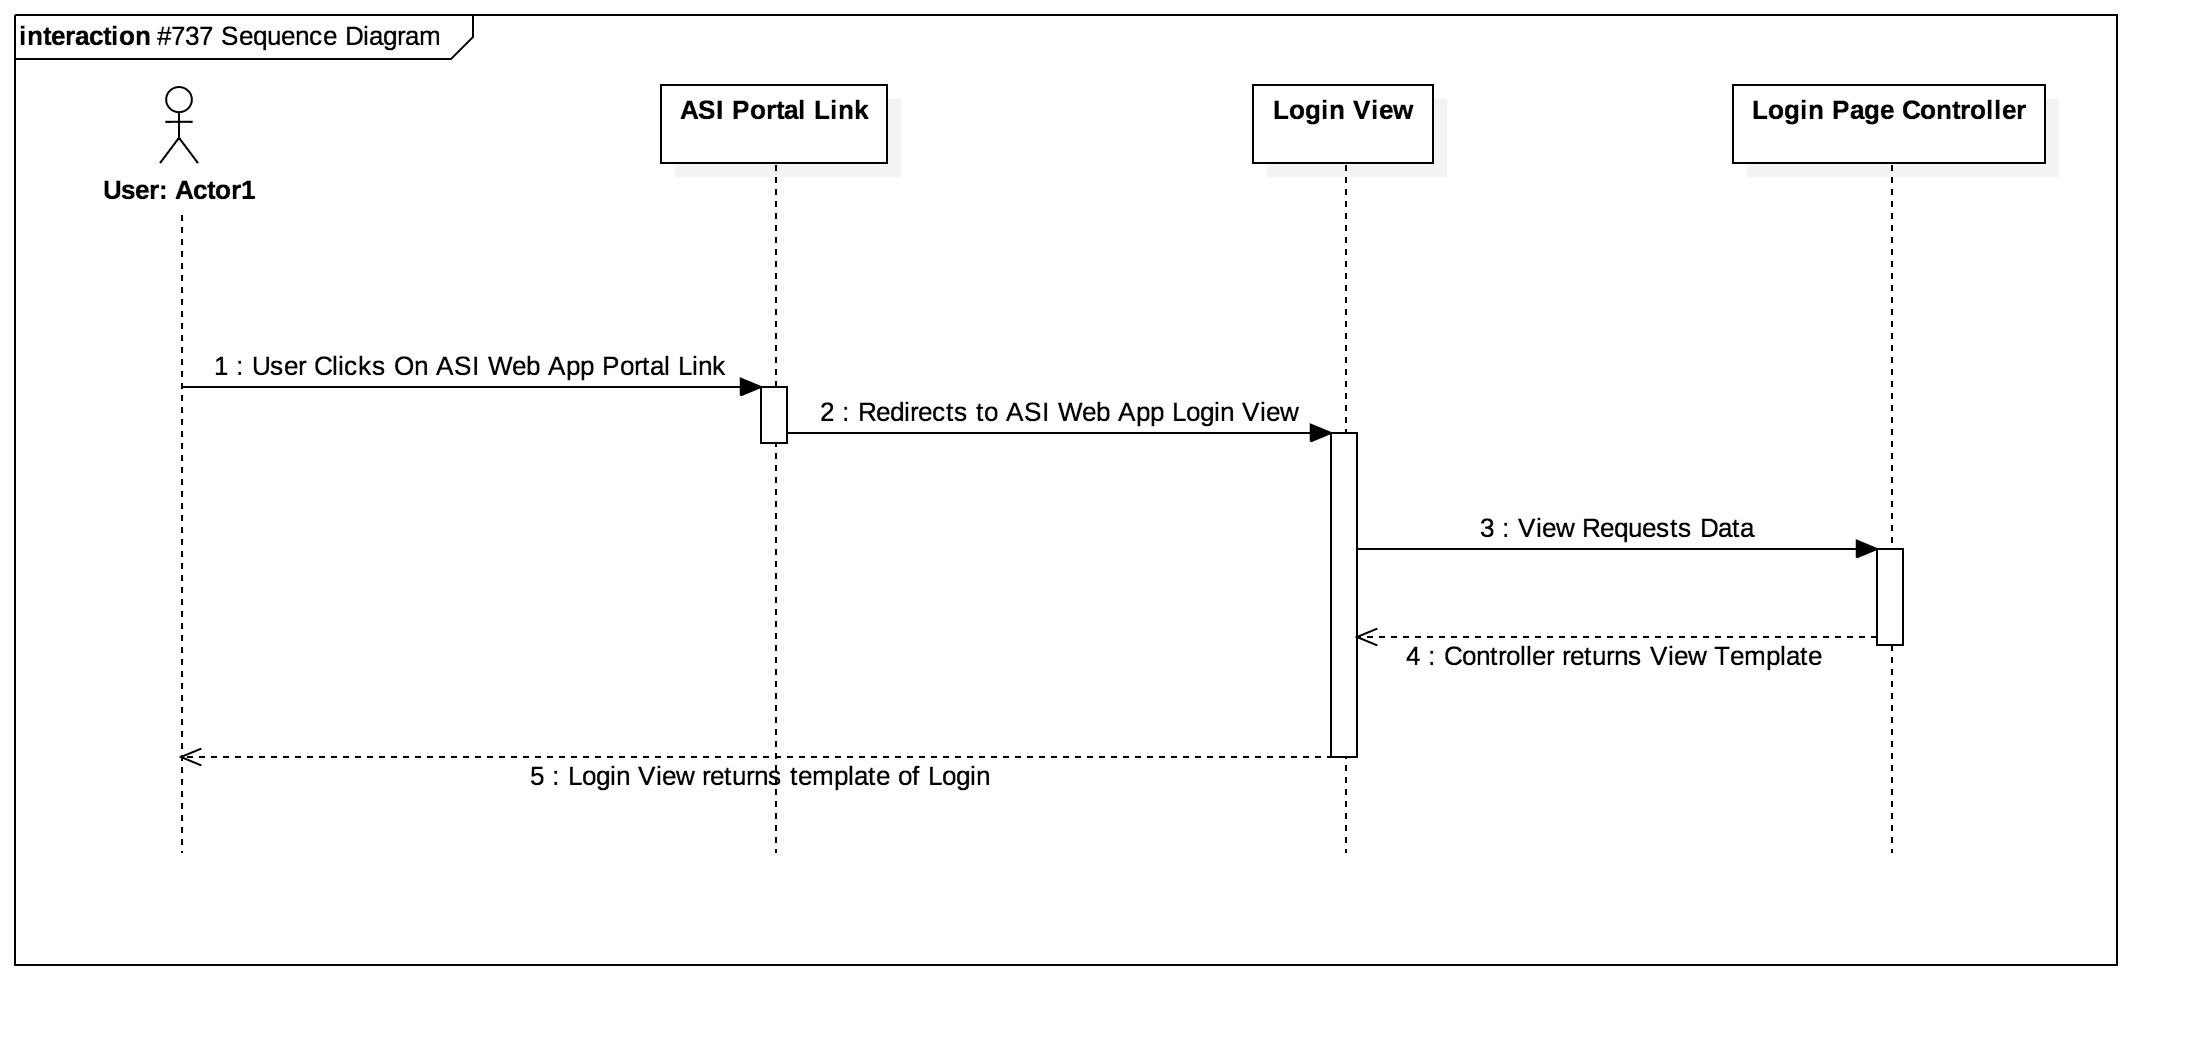 interaction #737 Sequence Diagram
User: Actor1
ASI Portal Link
Login View
Login Page Controller
1 : User Clicks On ASI Web App Portal Link
2 : Redirects to ASI Web App Login View
3 : View Requests Data
4 : Controller returns View Template
5 : Login View returns template of Login